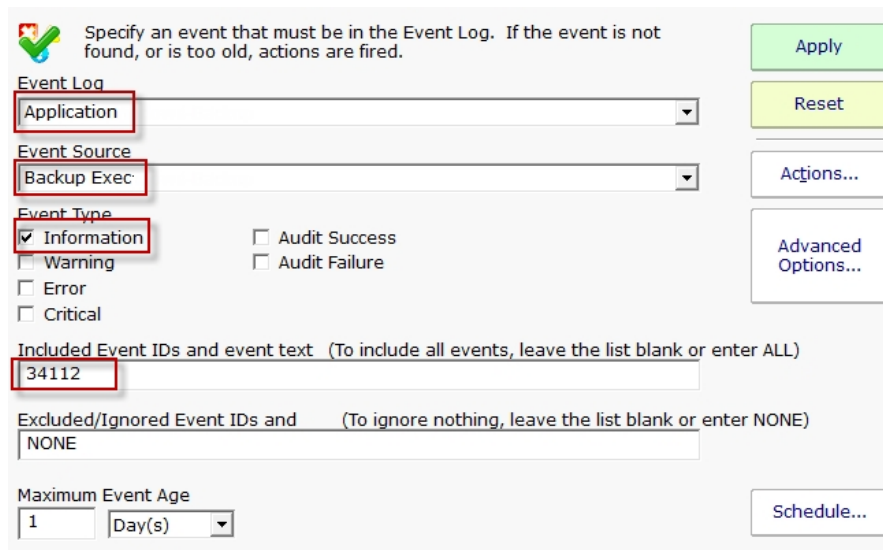 Specify an event that must be in the Event Log. If the event is not
found, or is too old, actions are fired.
Apply
Event Log
Application
Reset
Event Source
Backup Exec
Actions...
Event Type
Information
Audit Success
Warning
Audit Failure
Advanced
Options...
Error
Critical
Included Event IDs and event text (To include all events, leave the list blank or enter ALL)
34112
Excluded/Ignored Event IDs and (To ignore nothing, leave the list blank or enter NONE)
NONE
Maximum Event Age
1 Day(s)
Schedule...